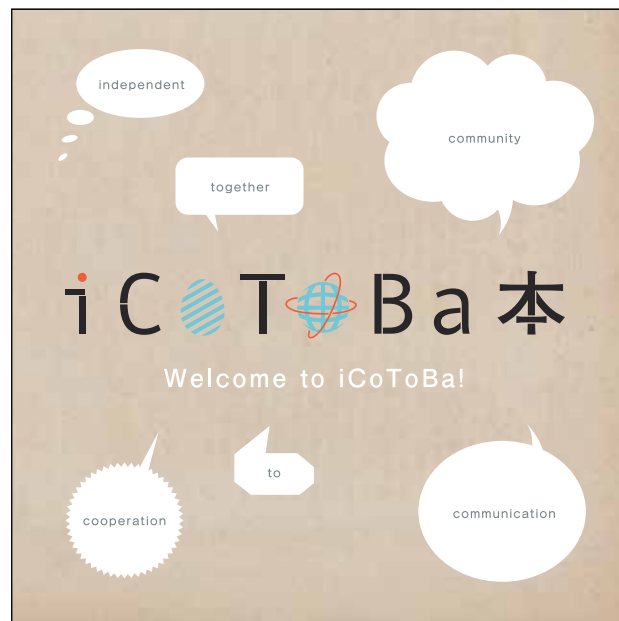 independent
community
together
iCoToBa本
Welcome to iCoToBa!
to
cooperation
communication